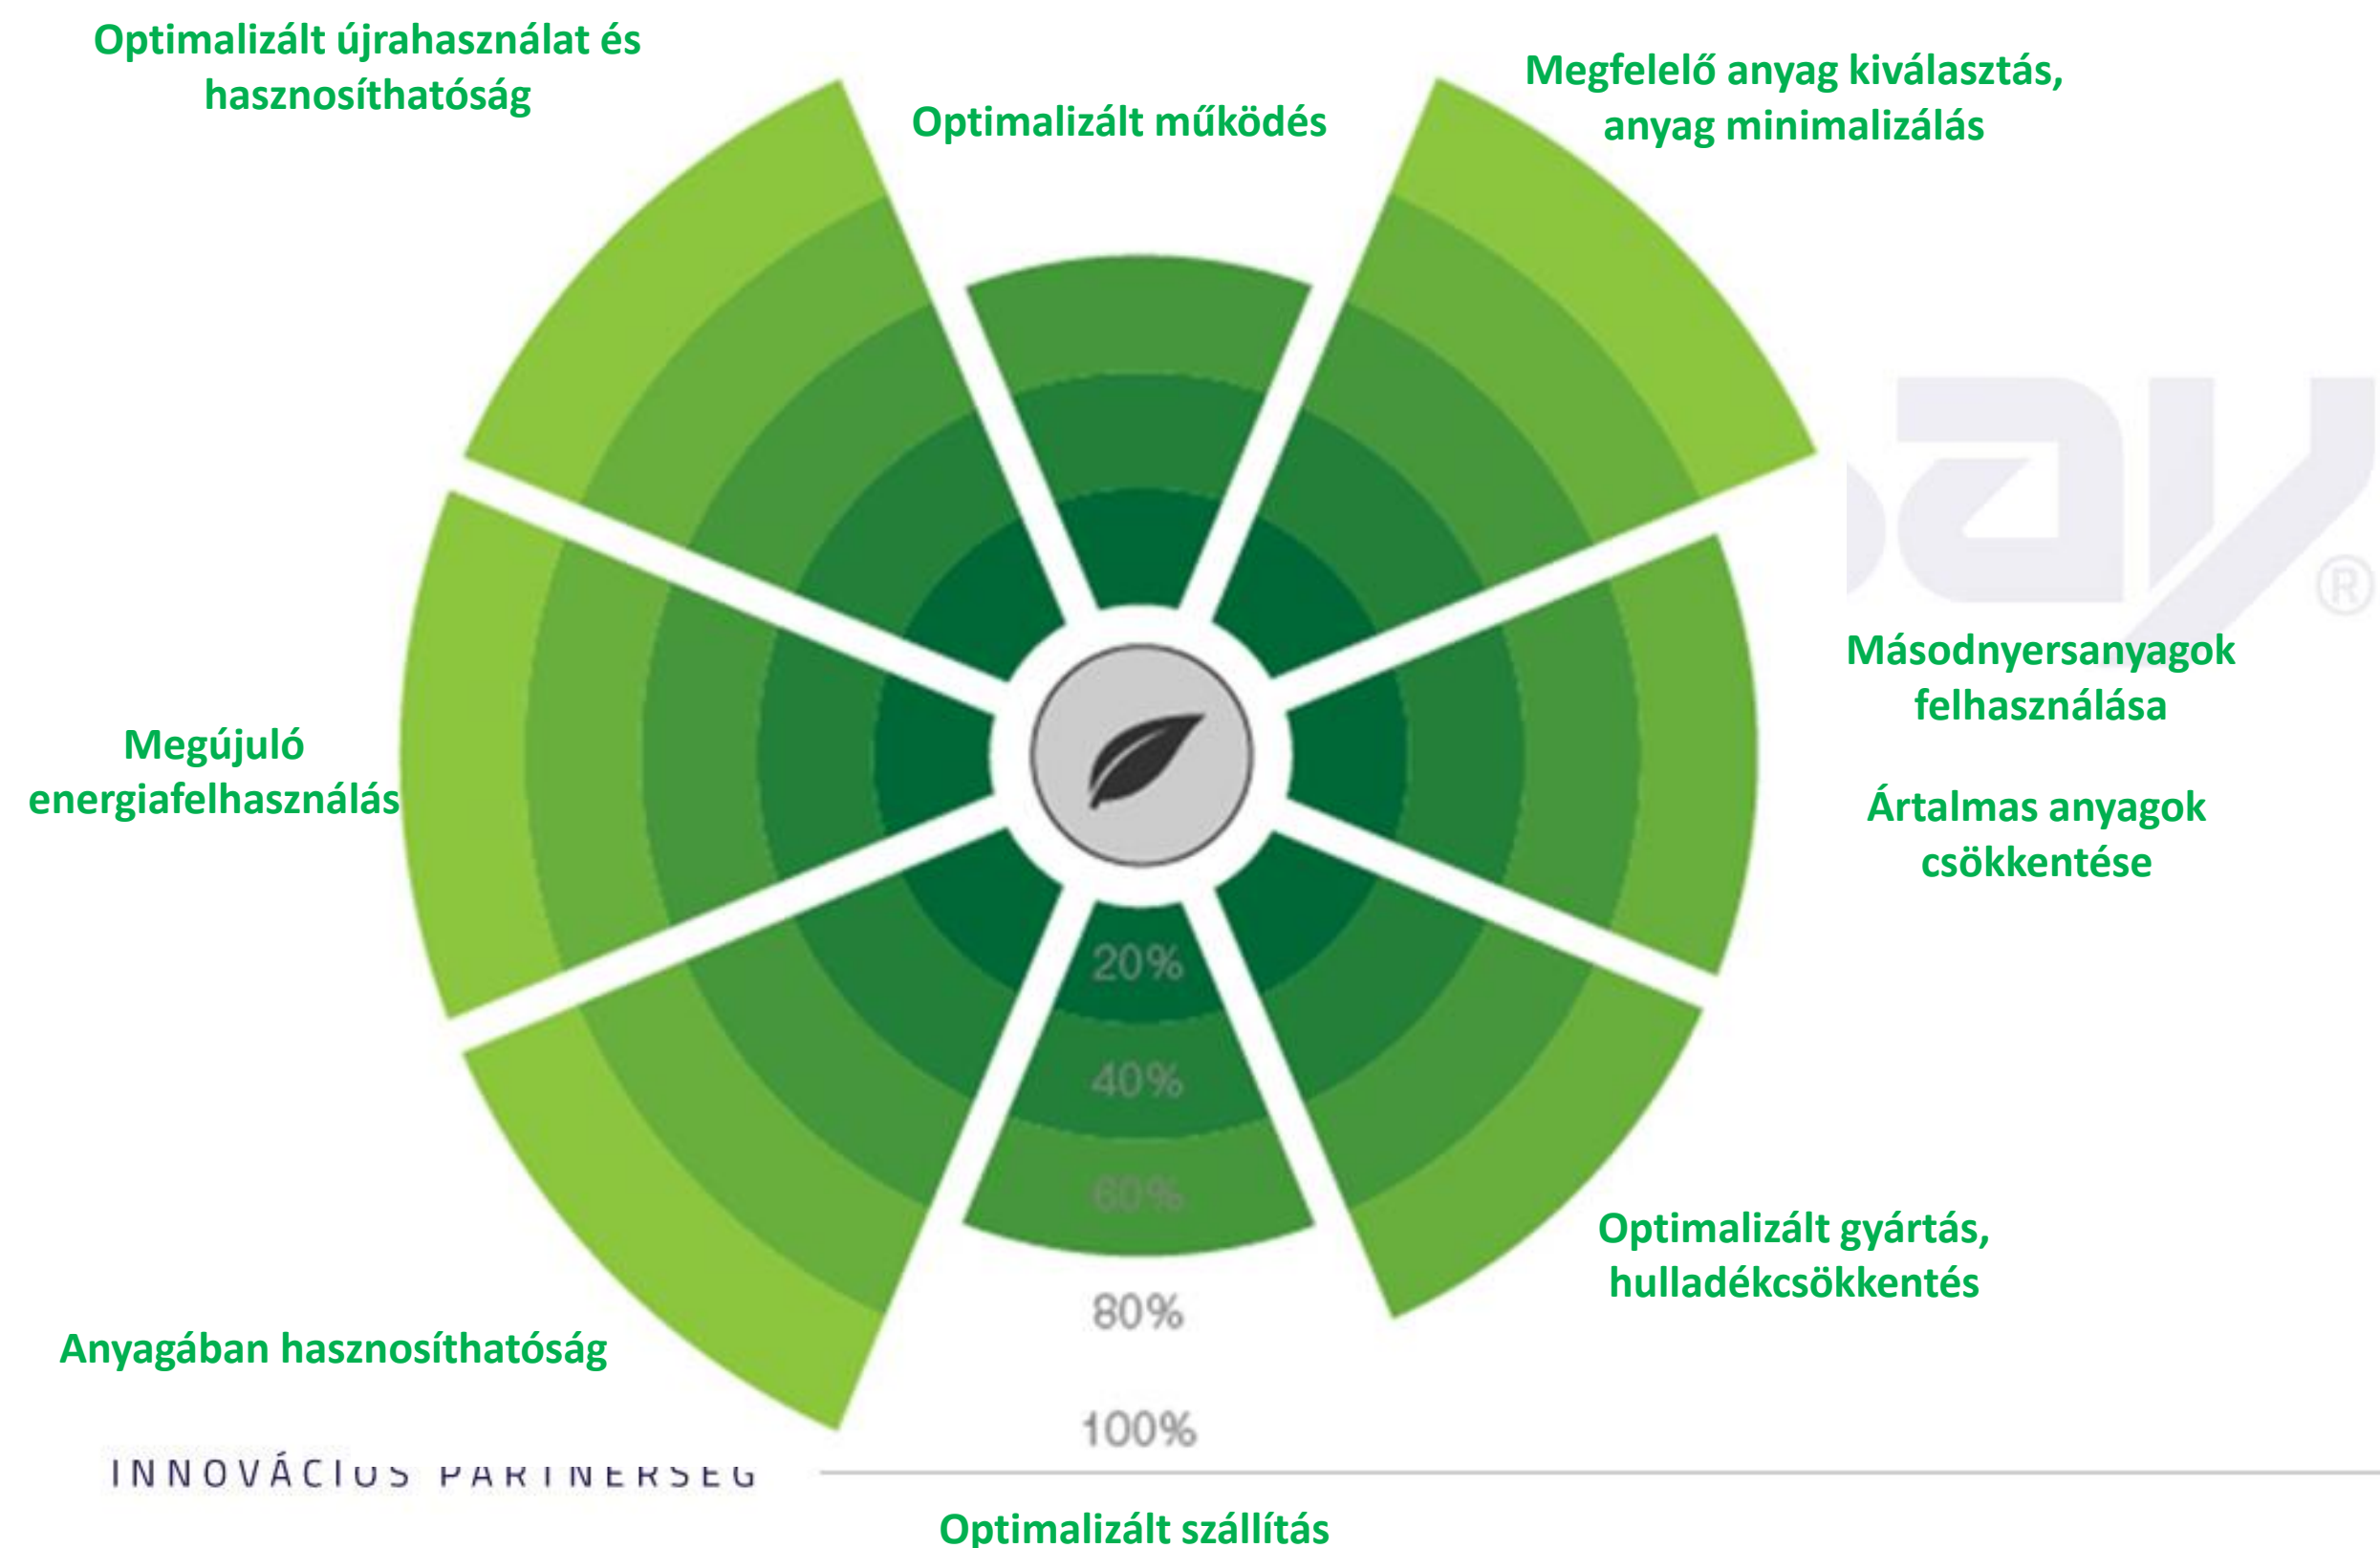 Optimalizált újrahasználat és
hasznosíthatóság
Optimalizált működés
Megfelelő anyag kiválasztás,
anyag minimalizálás
®
Másodnyersanyagok
felhasználása
Ártalmas anyagok
csökkentése
Megújuló
energiafelhasználás
20%
40%
60%
80%
100%
Optimalizált gyártás,
hulladékcsökkentés
Anyagában hasznosíthatóság
INNOVÁCIÓS PARTNERSÉG
Optimalizált szállítás